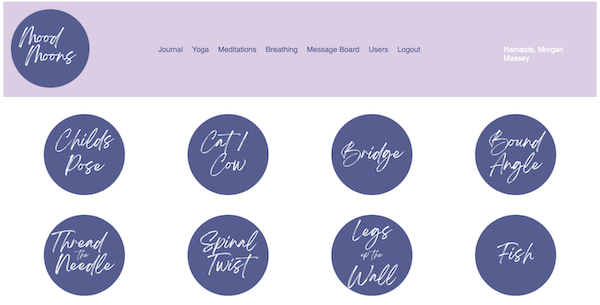 Mood
Moons
Journal Yoga Meditations Breathing Message Board Users Logout
Namaste, Morgan
Massey
Childs
Pose
Cat /
Cow
Bridge
Bound
Angle
Thread
the
Needle
Spinal
Twist
Legs
up the
Wall
Fish